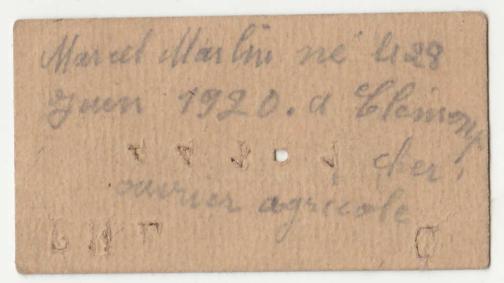 Marcel Martin né le 28
Juin 1920. a Clémont
Cher.
ouvrier agricole